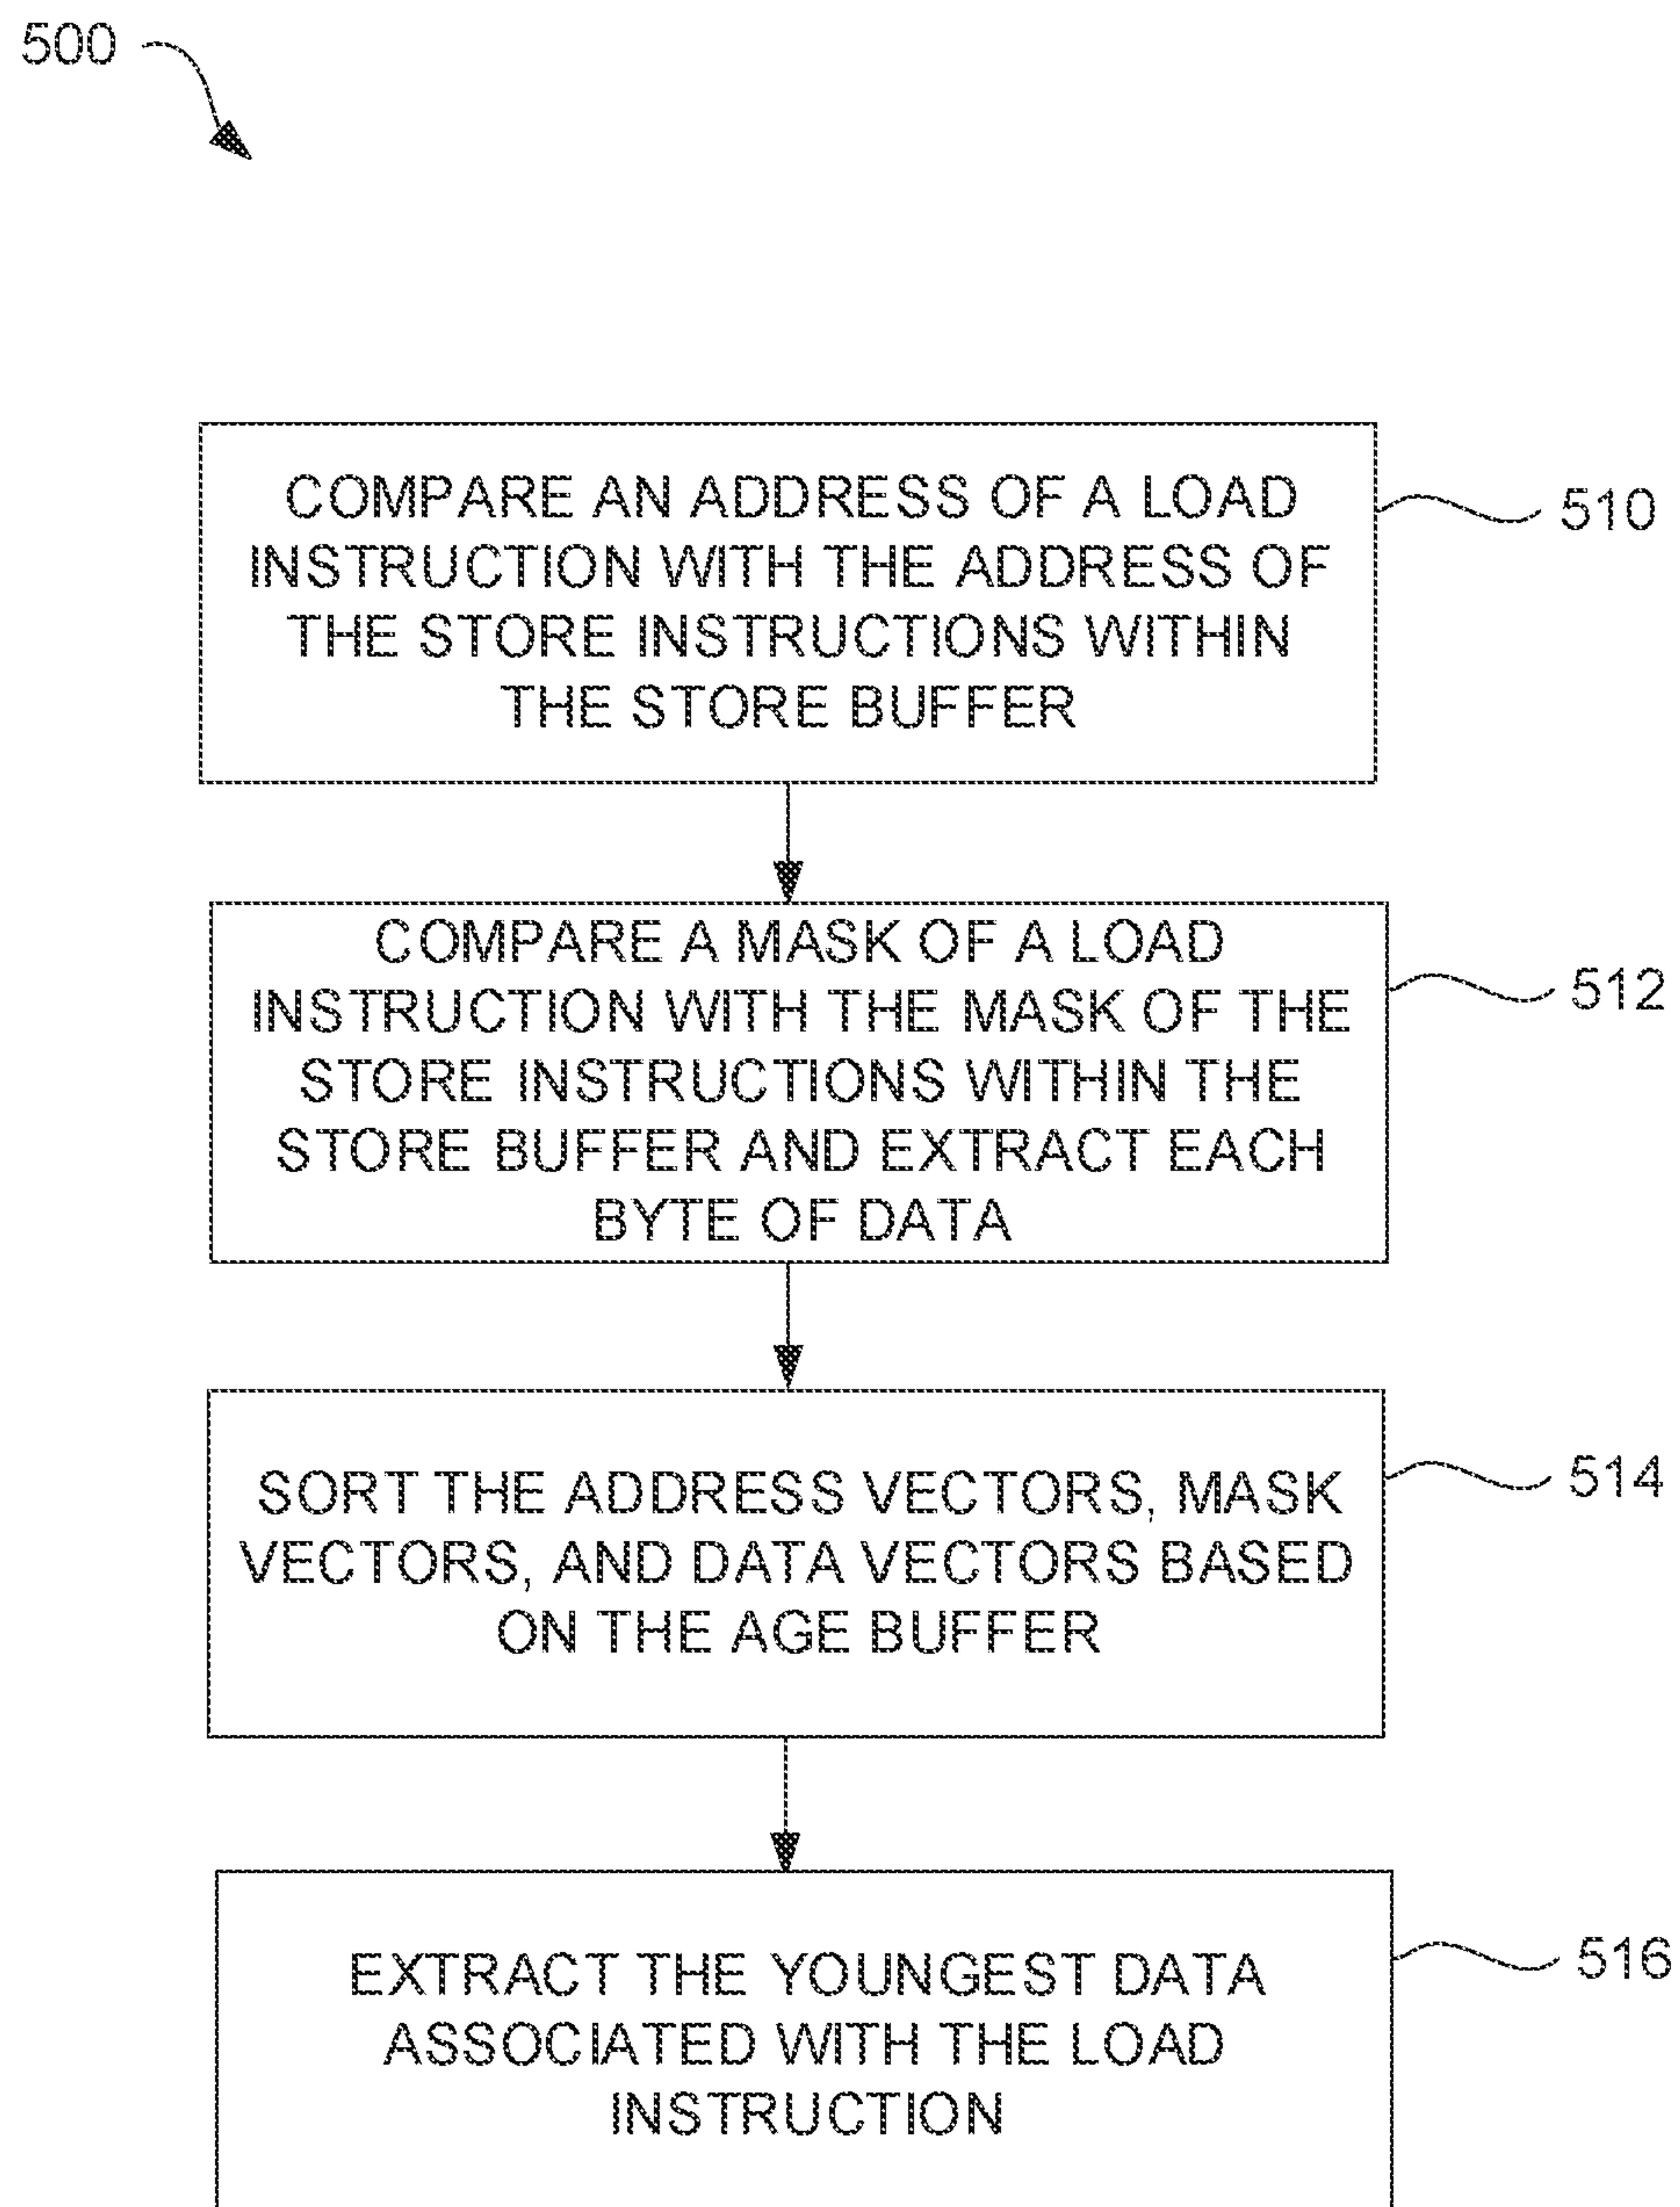 500
COMPARE AN ADDRESS OF A LOAD
INSTRUCTION WITH THE ADDRESS OF
THE STORE INSTRUCTIONS WITHIN
THE STORE BUFFER
510
COMPARE A MASK OF A LOAD
INSTRUCTION WITH THE MASK OF THE
STORE INSTRUCTIONS WITHIN THE
STORE BUFFER AND EXTRACT EACH
BYTE OF DATA
512
SORT THE ADDRESS VECTORS, MASK
VECTORS, AND DATA VECTORS BASED
ON THE AGE BUFFER
514
EXTRACT THE YOUNGEST DATA
ASSOCIATED WITH THE LOAD
INSTRUCTION
516